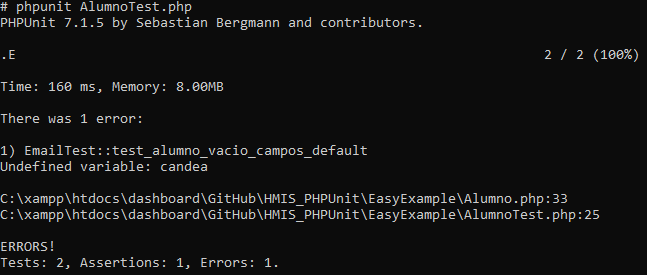 # phpunit AlumnoTest.php
PHPUnit 7.1.5 by Sebastian Bergmann and contributors.
.E 2 / 2 (100%)
Time: 160 ms, Memory: 8.00MB
There was 1 error:
1) EmailTest::test_alumno_vacio_campos_default
Undefined variable: candea
C:\xampp\htdocs\dashboard\GitHub\HMIS_PHPUnit\EasyExample\Alumno.php:33
C:\xampp\htdocs\dashboard\GitHub\HMIS_PHPUnit\EasyExample\AlumnoTest.php:25
ERRORS!
Tests: 2, Assertions: 1, Errors: 1.